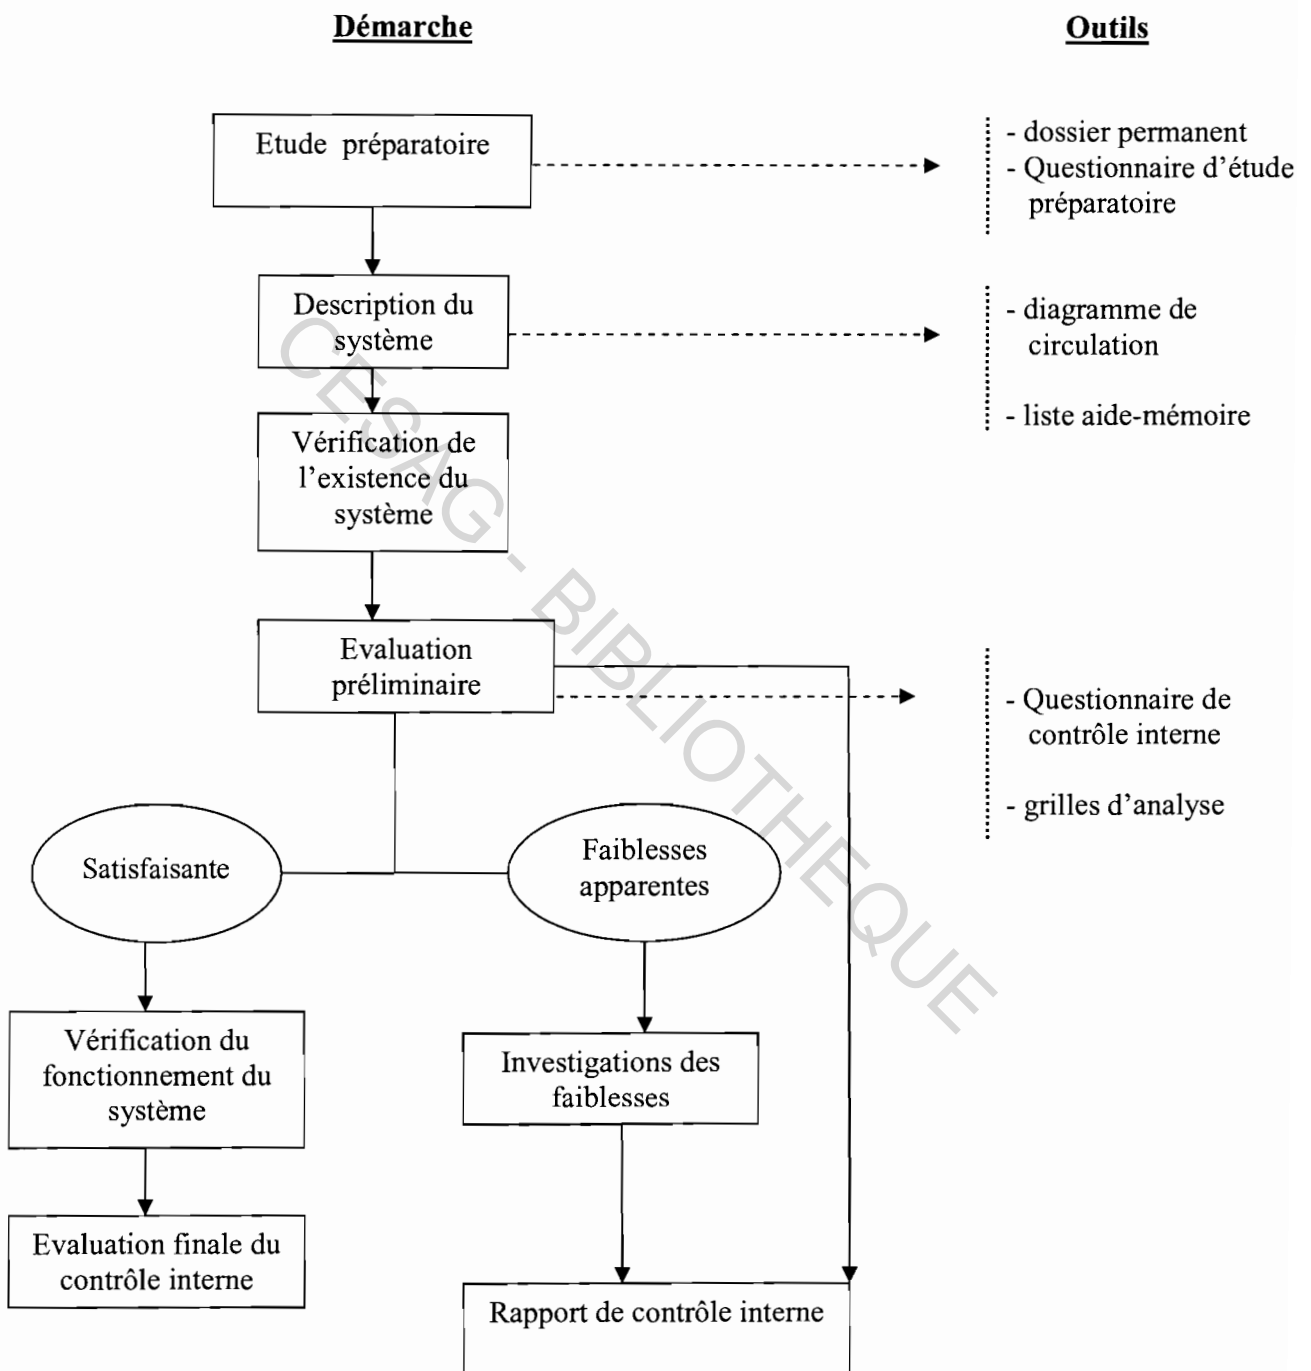 Démarche
Outils
Etude préparatoire
- dossier permanent
- Questionnaire d'étude
préparatoire
Description du
système
- diagramme de
circulation
- liste aide-mémoire
Vérification de
l'existence du
système
Evaluation
préliminaire
- Questionnaire de
contrôle interne
- grilles d'analyse
Satisfaisante
Faiblesses
apparentes
Vérification du
fonctionnement du
système
Investigations des
faiblesses
Evaluation finale du
contrôle interne
Rapport de contrôle interne
CESAG - BIBLIOTHEQUE